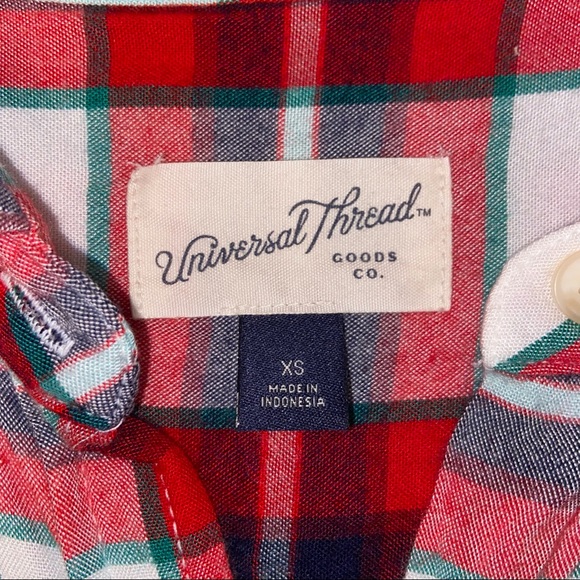 Universal Thread™
GOODS
CO.
XS
MADE IN
INDONESIA